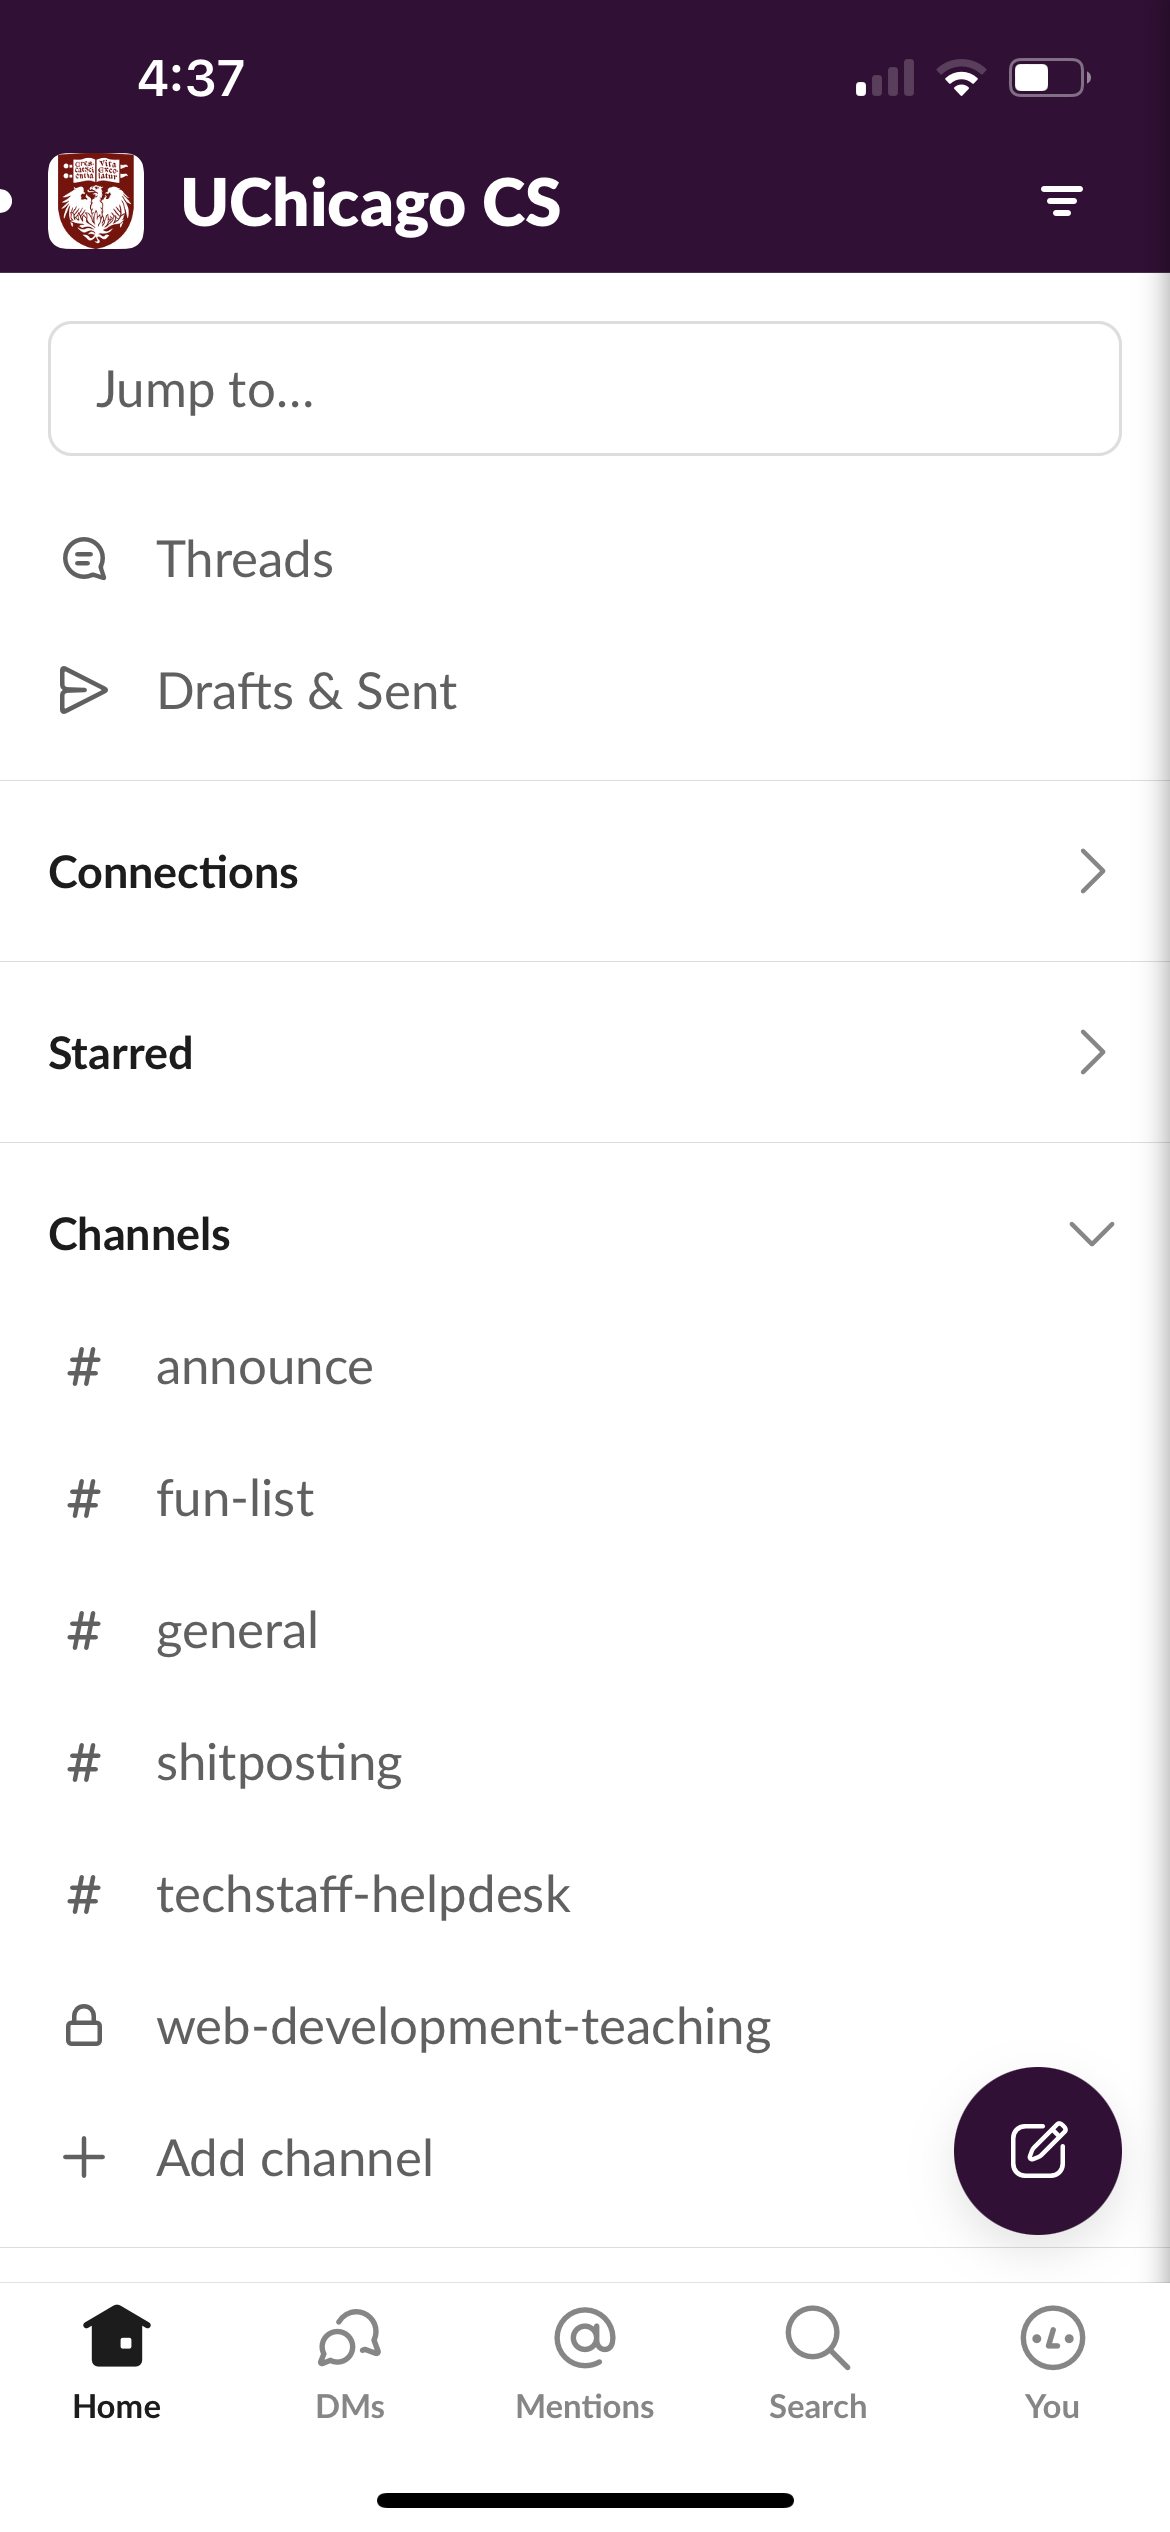 4:37
UChicago CS
Jump to...
Threads
Drafts & Sent
Connections
Starred
Channels
# announce
# fun-list
# general
# shitposting
# techstaff-helpdesk
web-development-teaching
Add channel
Home DMs Mentions Search You